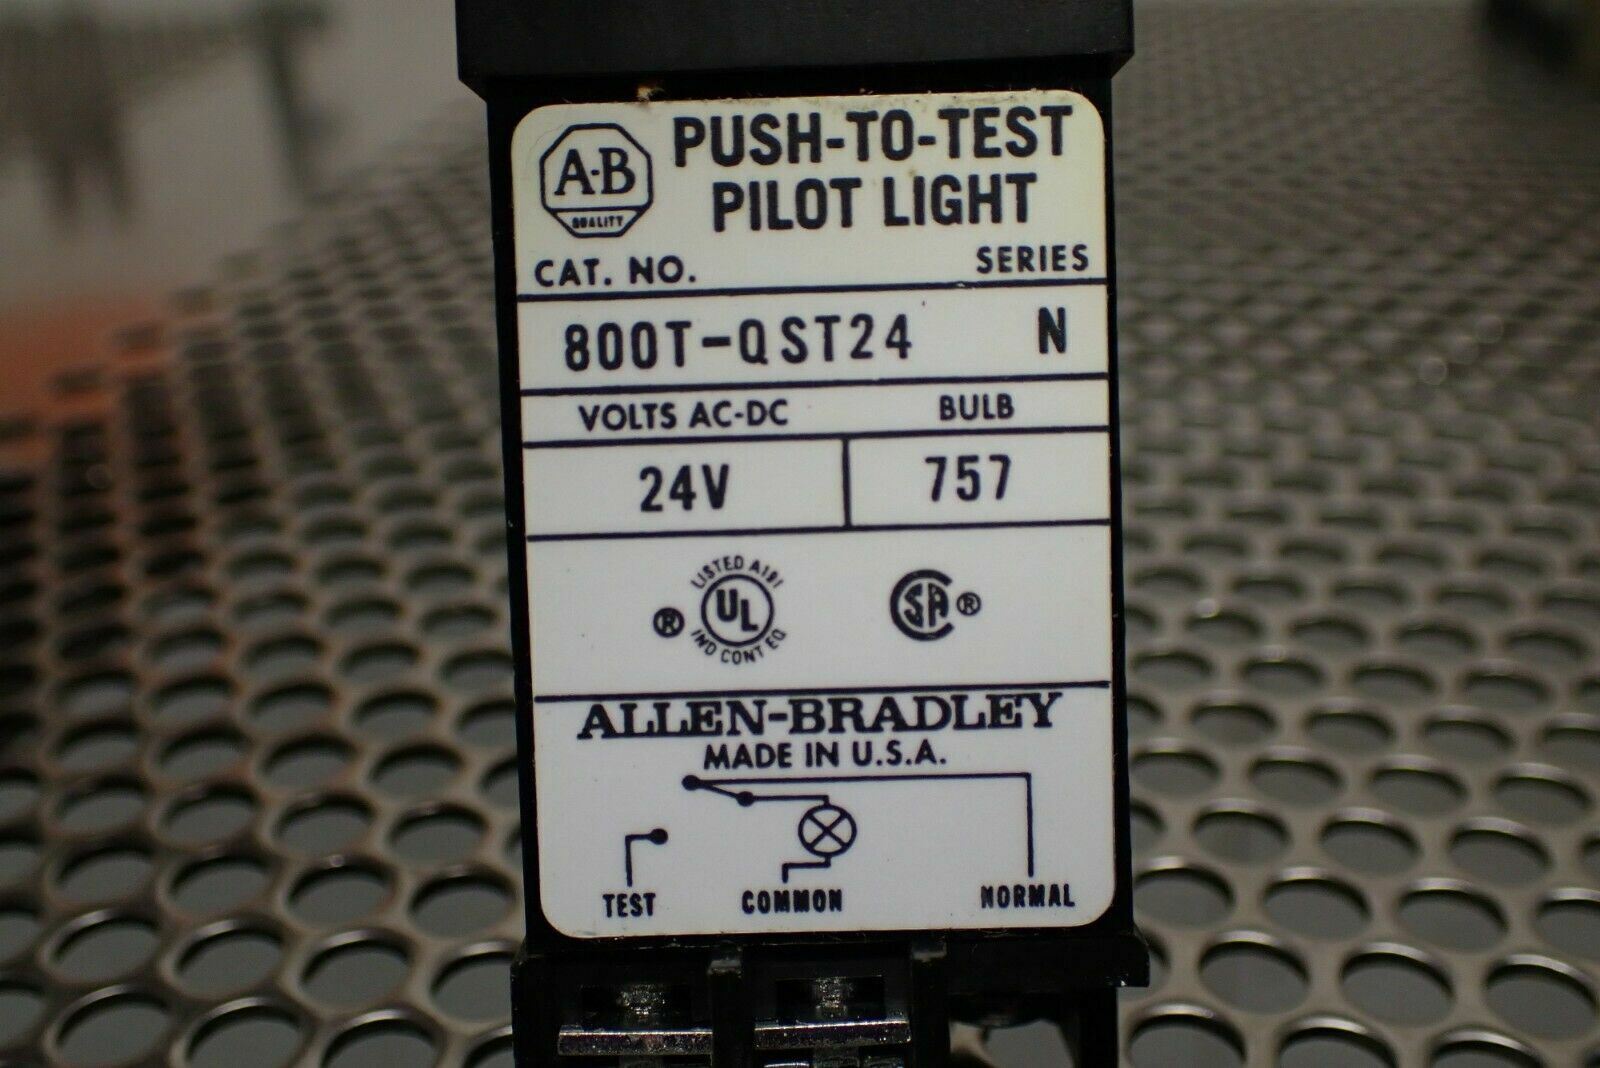 A-B
QUALITY
PUSH-TO-TEST
PILOT LIGHT
CAT. NO. SERIES
800T-QST24 N
VOLTS AC-DC BULB
24V 757
LISTED A191
® UL
IND CONT EQ
SA ®
ALLEN-BRADLEY
MADE IN U.S.A.
TEST COMMON NORMAL